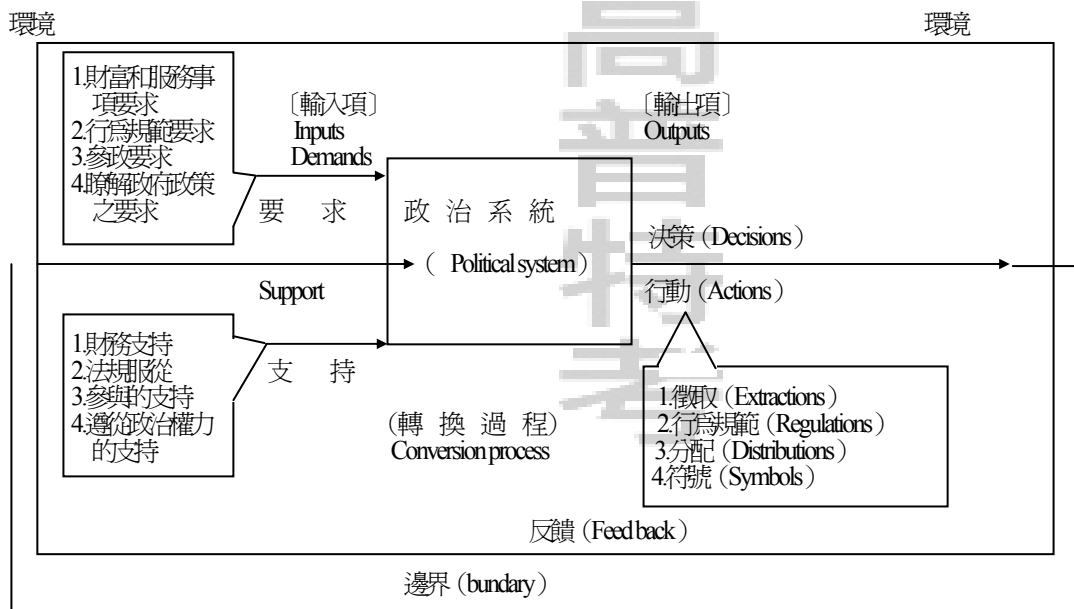 環境
環境
1.財富和服務事
項要求
2.行為規範要求
3.參政要求
4.瞭解政府政策
之要求
〔輸入項〕
Inputs
Demands
〔輸出項〕
Outputs
要 求
政 治 系 統
（ Political system）
決策（Decisions）
行動（Actions）
Support
1.財務支持
2.法規服從
3.參與的支持
4.遵從政治權力
的支持
支 持
（轉 換 過 程）
Conversion process
1.徵取（Extractions）
2.行為規範（Regulations）
3.分配（Distributions）
4.符號（Symbols）
反饋（Feed back）
邊界（bundary）
高普特考